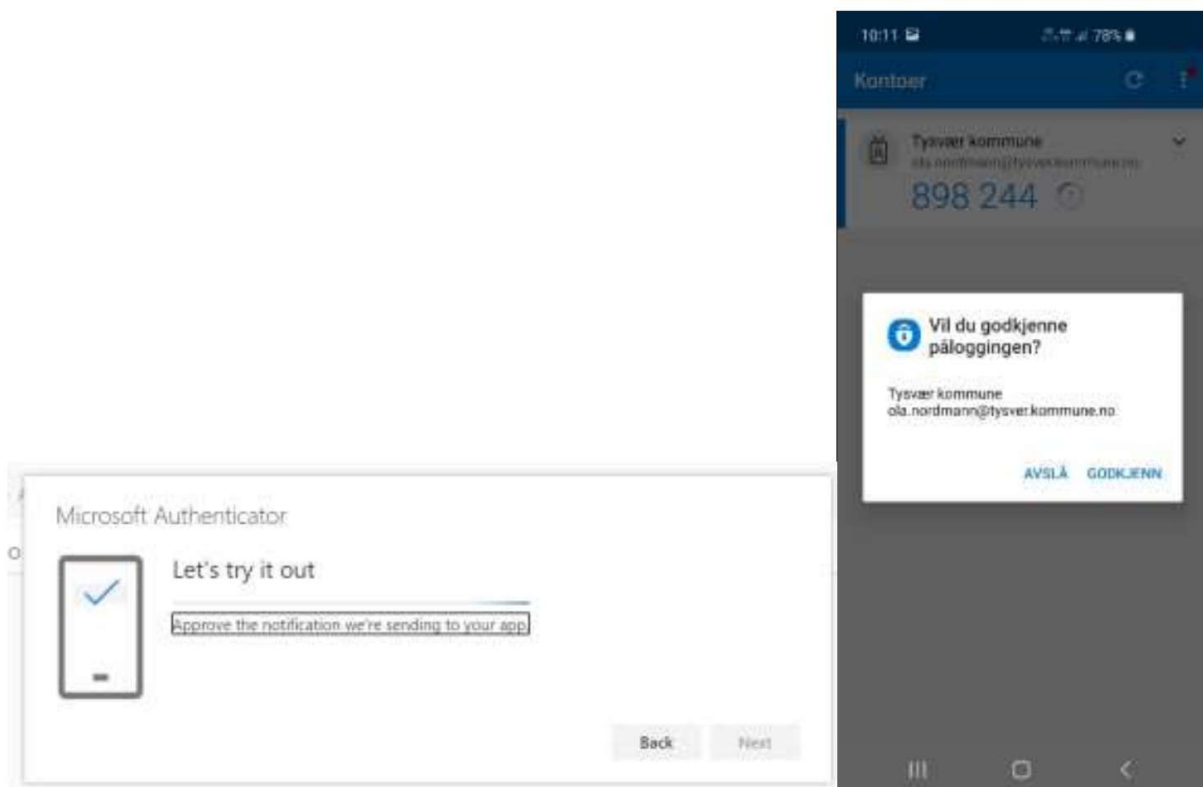 Microsoft Authenticator
Let's try it out
Approve the notification we're sending to your app.
Back
Next
10:11
78%
Kontoer
Tysvær kommune
898 244
Vil du godkjenne
påloggingen?
Tysvær kommune
ola.nordmann@tysver.kommune.no
AVSLÅ GODKJENN